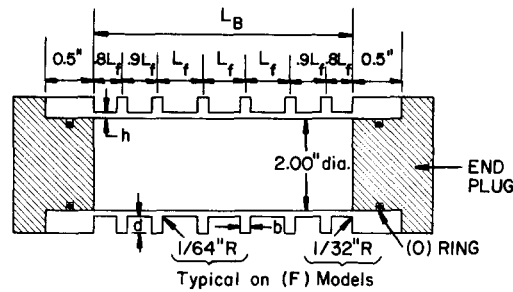 L_B
0.5" .8L_f .9L_f L_f L_f L_f .9L_f .8L_f 0.5"
h
2.00" dia.
END
PLUG
d
b
(O) RING
1/64"R
1/32"R
Typical on (F) Models